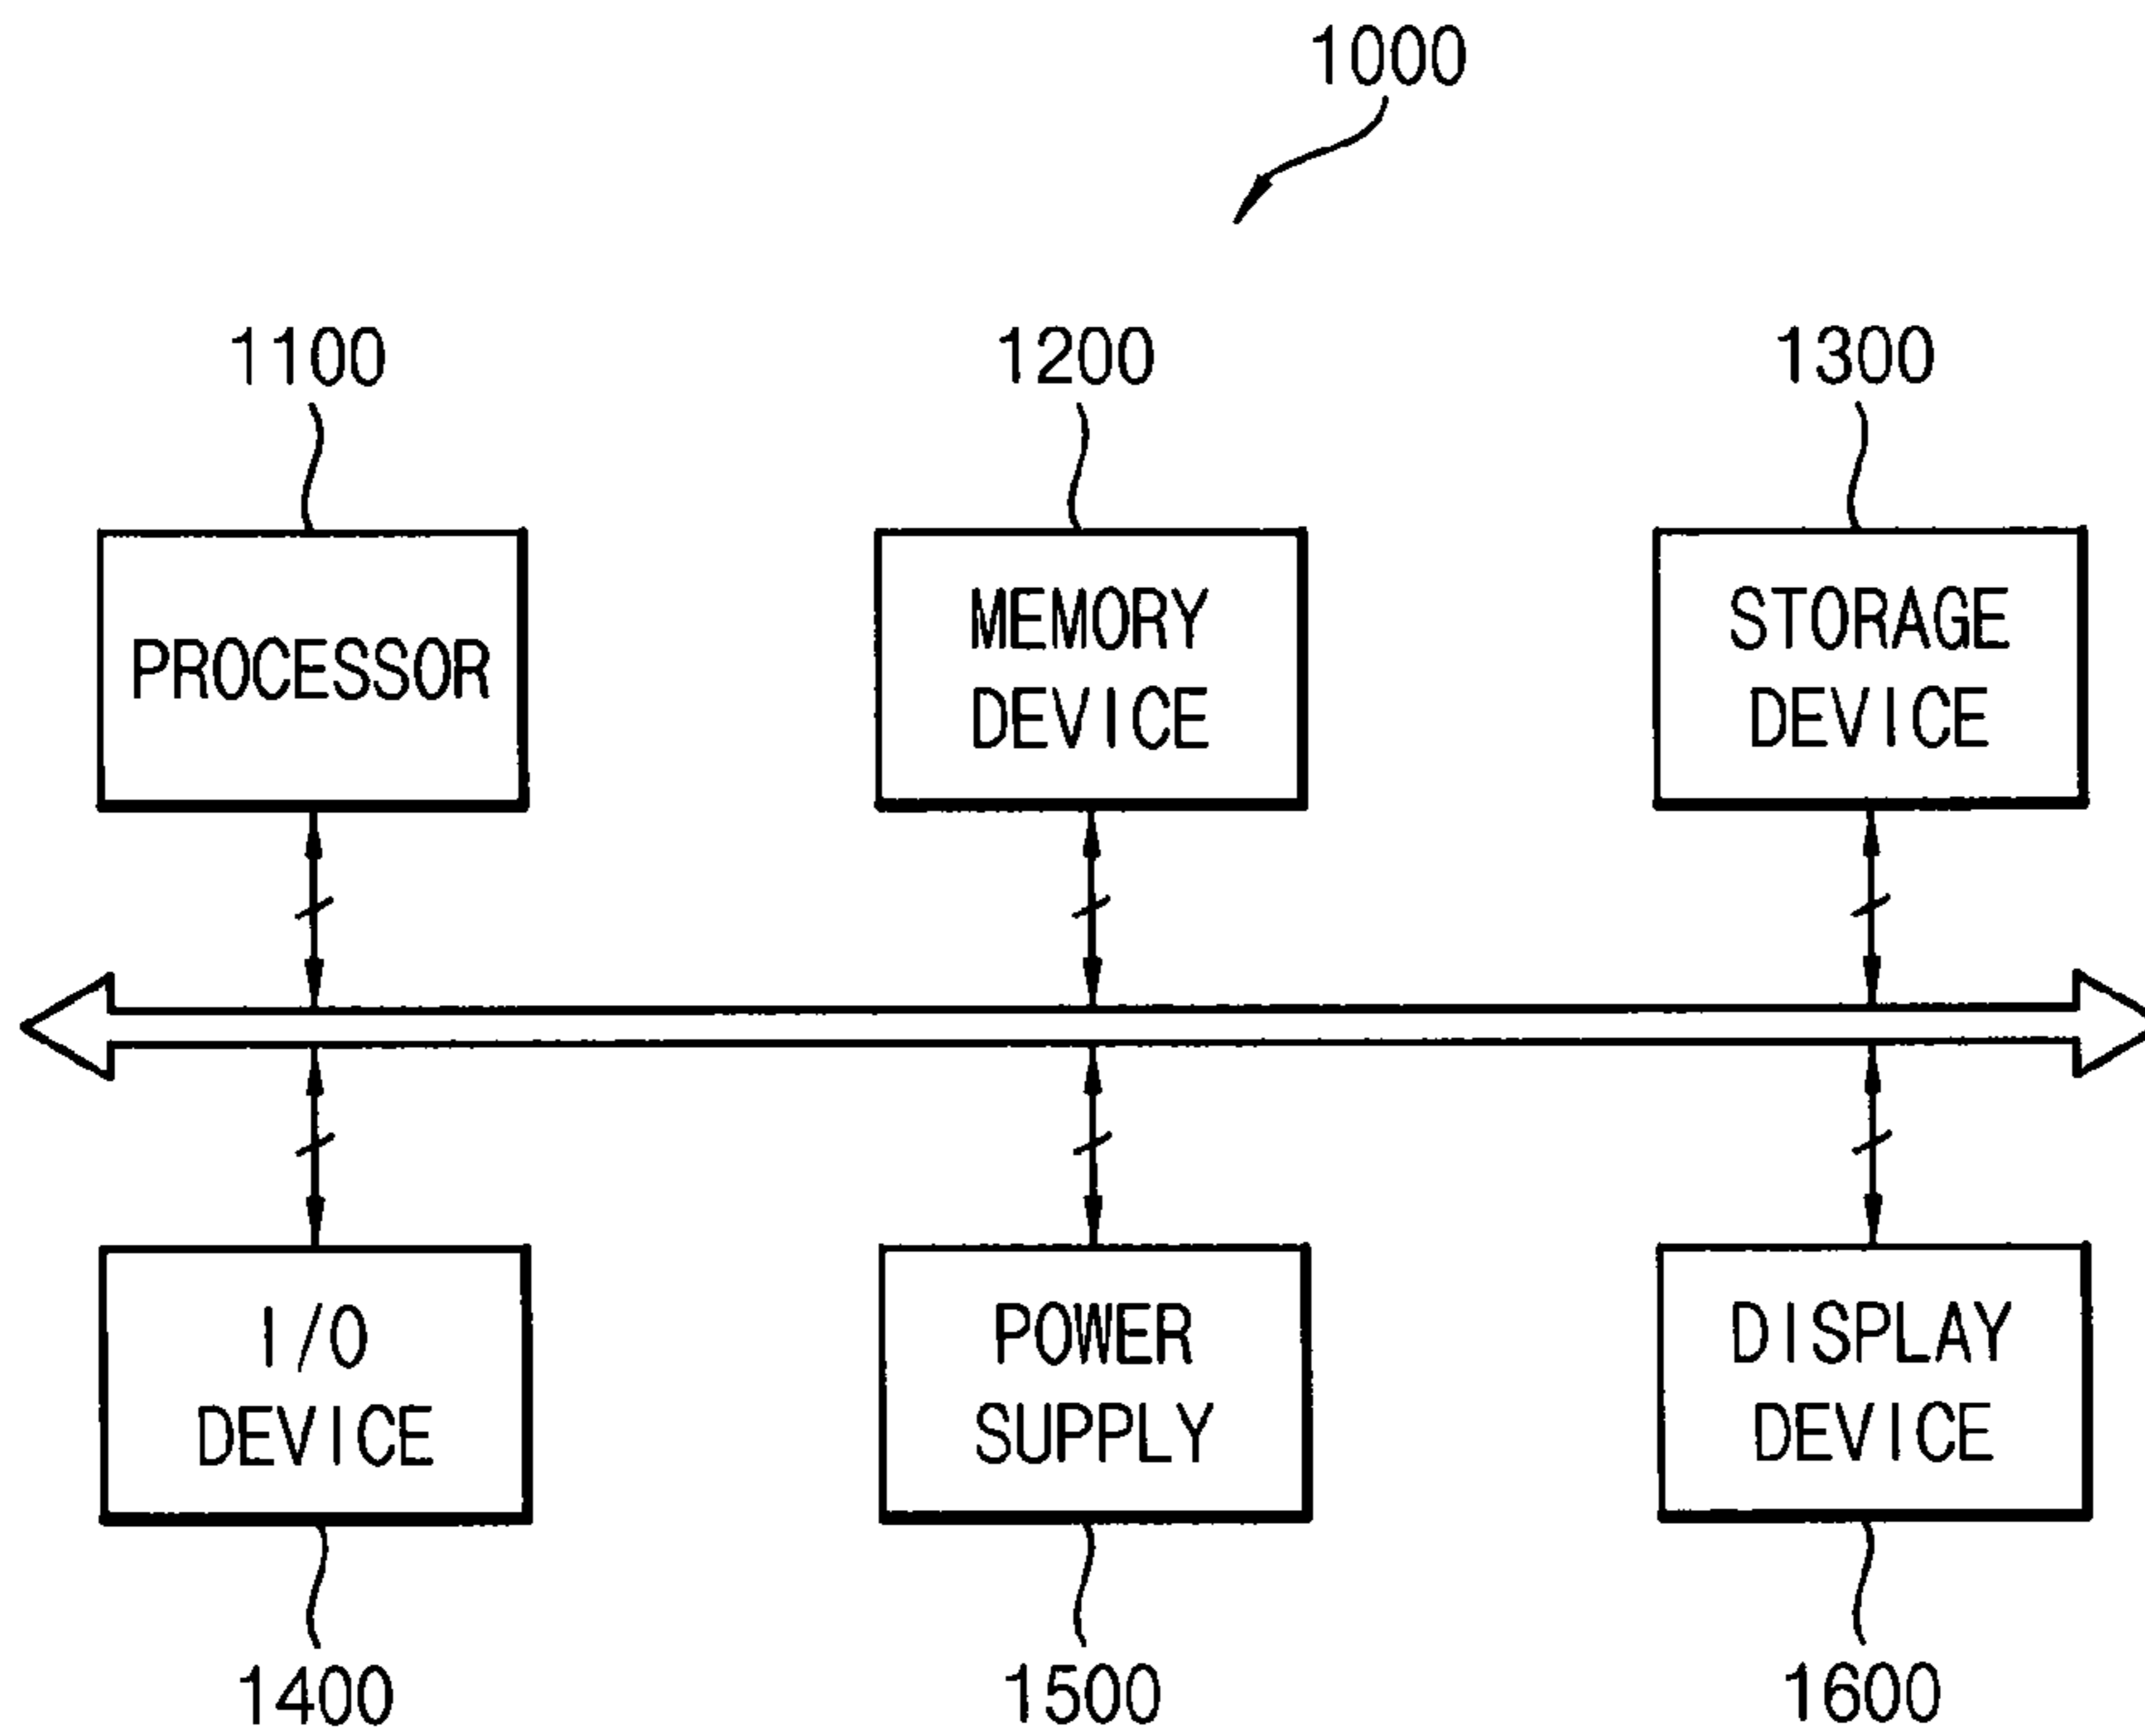 1000
1100
1200
1300
PROCESSOR
MEMORY
DEVICE
STORAGE
DEVICE
I/O
DEVICE
POWER
SUPPLY
DISPLAY
DEVICE
1400
1500
1600